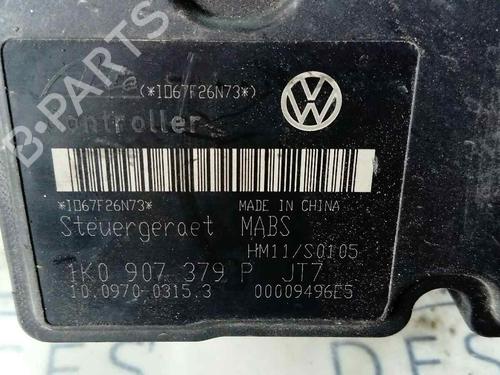 (*1D67F26N73*)
Controller
*1D67F26N73*
MADE IN CHINA
Steuergeraet MABS
HM11/S0105
1K0 907 379 P JT7
10.0970-0315.3 00009496E5
B-PARTS